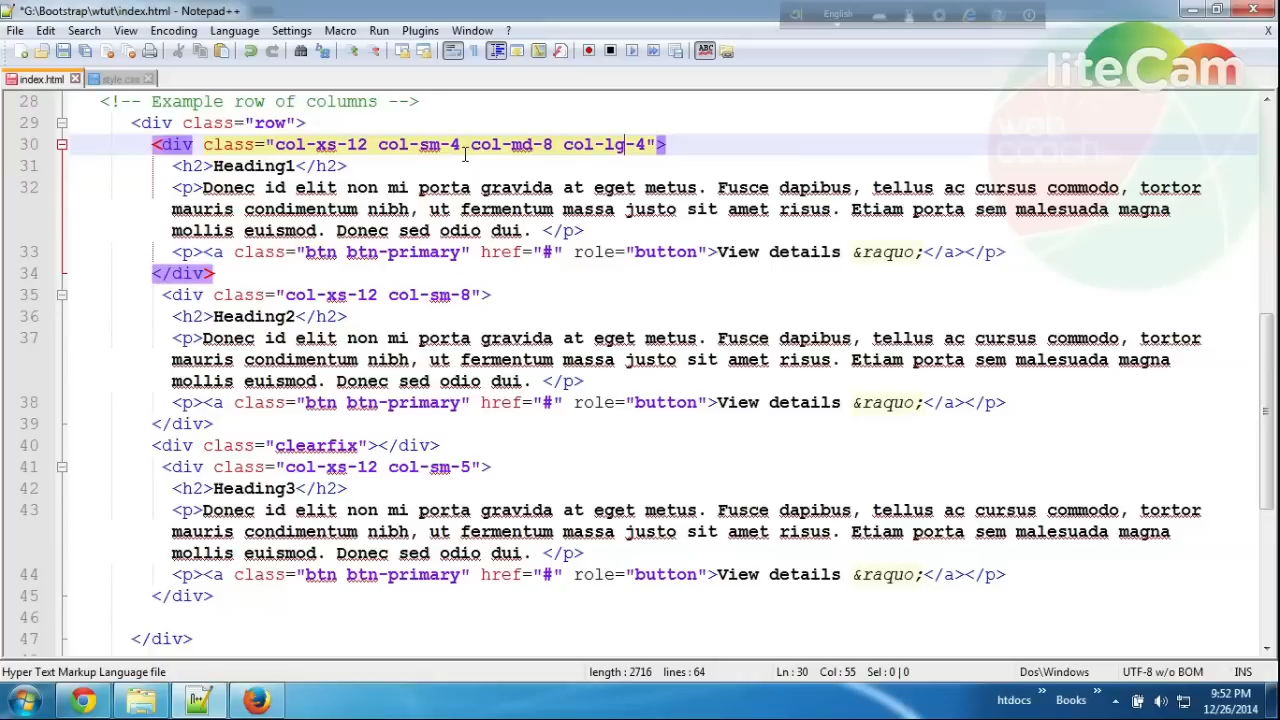 *G:\Bootstrap\wtut\index.html - Notepad++
English
File Edit Search View Encoding Language Settings Macro Run Plugins Window ? X
index.html style.css
liteCam
web
coach
28 <!-- Example row of columns -->
29 <div class="row">
30 <div class="col-xs-12 col-sm-4 col-md-8 col-lg-4">
31 <h2>Heading1</h2>
32 <p>Donec id elit non mi porta gravida at eget metus. Fusce dapibus, tellus ac cursus commodo, tortor
mauris condimentum nibh, ut fermentum massa justo sit amet risus. Etiam porta sem malesuada magna
mollis euismod. Donec sed odio dui. </p>
33 <p><a class="btn btn-primary" href="#" role="button">View details &raquo;</a></p>
34 </div>
35 <div class="col-xs-12 col-sm-8">
36 <h2>Heading2</h2>
37 <p>Donec id elit non mi porta gravida at eget metus. Fusce dapibus, tellus ac cursus commodo, tortor
mauris condimentum nibh, ut fermentum massa justo sit amet risus. Etiam porta sem malesuada magna
mollis euismod. Donec sed odio dui. </p>
38 <p><a class="btn btn-primary" href="#" role="button">View details &raquo;</a></p>
39 </div>
40 <div class="clearfix"></div>
41 <div class="col-xs-12 col-sm-5">
42 <h2>Heading3</h2>
43 <p>Donec id elit non mi porta gravida at eget metus. Fusce dapibus, tellus ac cursus commodo, tortor
mauris condimentum nibh, ut fermentum massa justo sit amet risus. Etiam porta sem malesuada magna
mollis euismod. Donec sed odio dui. </p>
44 <p><a class="btn btn-primary" href="#" role="button">View details &raquo;</a></p>
45 </div>
46
47 </div>
Hyper Text Markup Language file length : 2716 lines : 64 Ln : 30 Col : 55 Sel : 0 | 0 Dos\Windows UTF-8 w/o BOM INS
htdocs » Books » 9:52 PM
12/26/2014